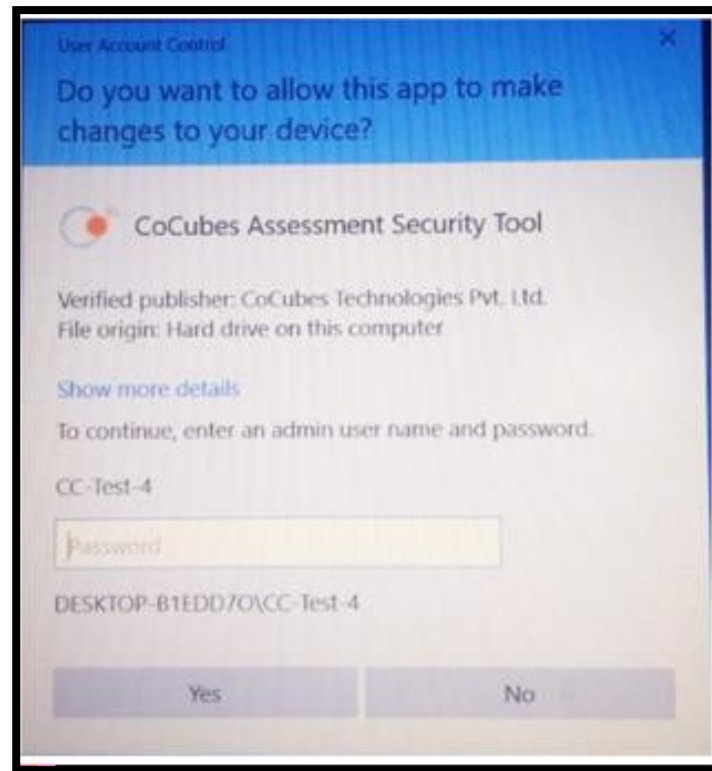 User Account Control
Do you want to allow this app to make
changes to your device?
CoCubes Assessment Security Tool
Verified publisher: CoCubes Technologies Pvt. Ltd.
File origin: Hard drive on this computer
Show more details
To continue, enter an admin user name and password.
CC-Test-4
Password
DESKTOP-B1EDD7O\CC-Test-4
Yes
No